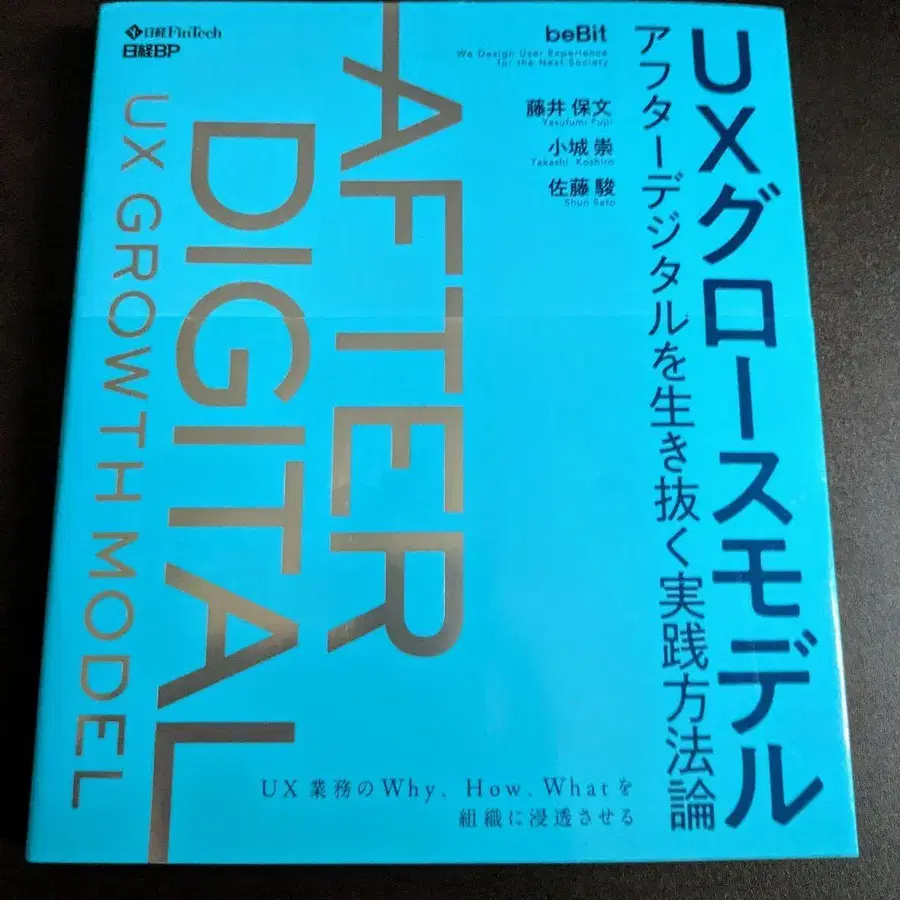 UXグロースモデル
アフターデジタルを生き抜く実践方法論
beBit
We Design User Experience
for the Next Society
藤井 保文
Yasufumi Fujii
小城 崇
Takashi Koshiro
佐藤 駿
Shun Sato
日経FinTech
日経BP
AFTER
DIGITAL
UX GROWTH MODEL
UX 業務のWhy、How、Whatを
組織に浸透させる